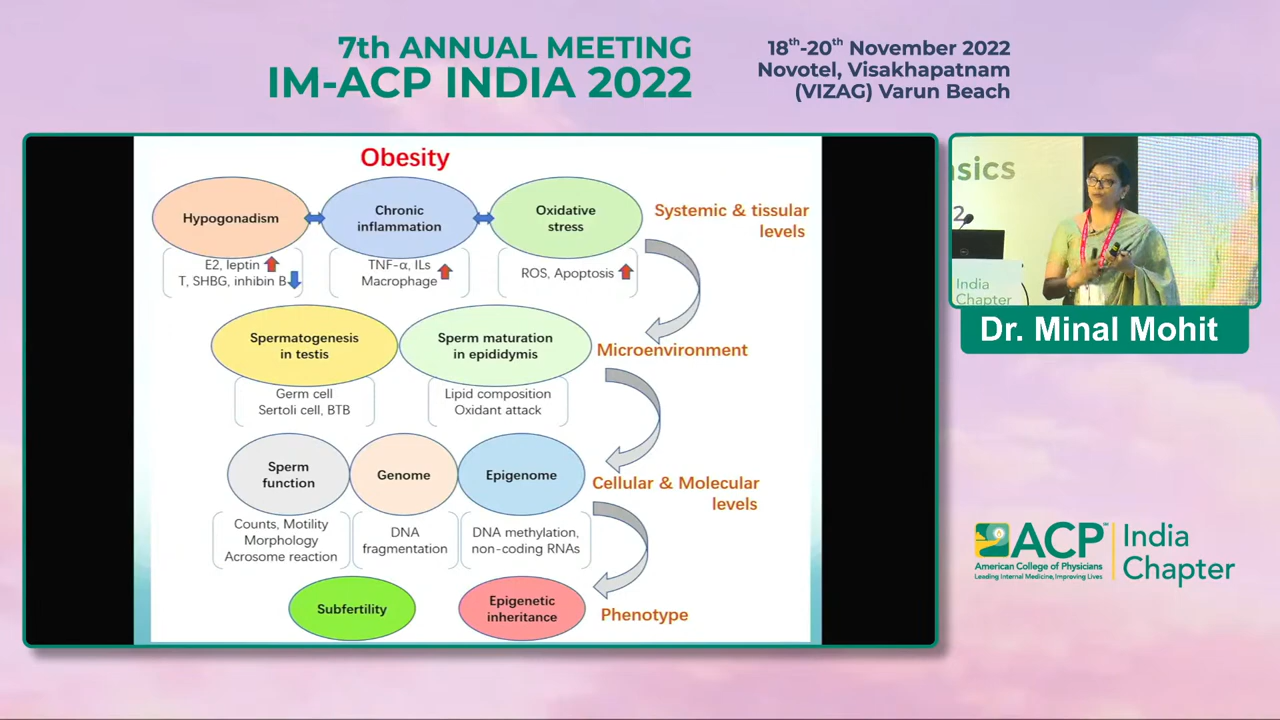 7th ANNUAL MEETING
IM-ACP INDIA 2022
18th-20th November 2022
Novotel, Visakhapatnam
(VIZAG) Varun Beach
Obesity
Hypogonadism
Chronic
inflammation
Oxidative
stress
Systemic & tissular
levels
E2, leptin
T, SHBG, inhibin B
TNF-α, ILs
Macrophage
ROS, Apoptosis
Spermatogenesis
in testis
Sperm maturation
in epididymis
Microenvironment
Germ cell
Sertoli cell, BTB
Lipid composition
Oxidant attack
Sperm
function
Genome
Epigenome
Cellular & Molecular
levels
Counts, Motility
Morphology
Acrosome reaction
DNA
fragmentation
DNA methylation,
non-coding RNAs
Subfertility
Epigenetic
inheritance
Phenotype
sics
2
India
Chapter
Dr. Minal Mohit
ACP
American College of Physicians
Leading Internal Medicine, Improving Lives
India
Chapter